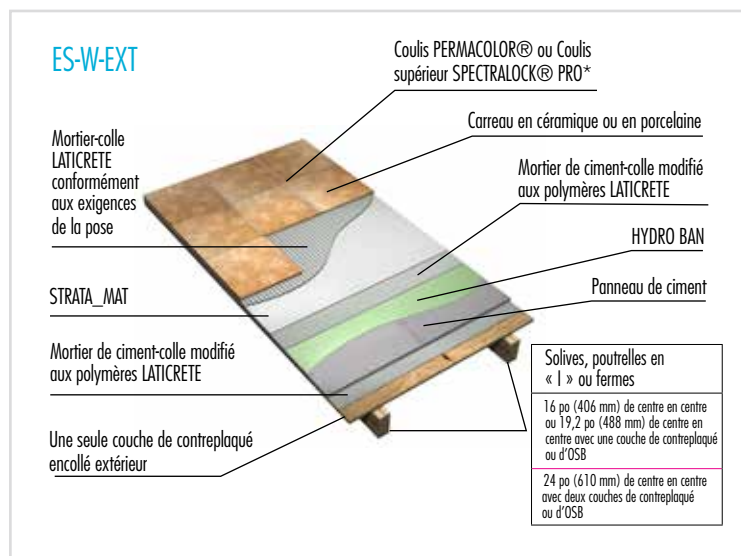 ES-W-EXT
Coulis PERMACOLOR® ou Coulis
supérieur SPECTRALOCK® PRO*
Carreau en céramique ou en porcelaine
Mortier-colle
LATICRETE
conformément
aux exigences
de la pose
Mortier de ciment-colle modifié
aux polymères LATICRETE
HYDRO BAN
Panneau de ciment
STRATA_MAT
Mortier de ciment-colle modifié
aux polymères LATICRETE
Une seule couche de contreplaqué
encollé extérieur
Solives, poutrelles en
« I » ou fermes
16 po (406 mm) de centre en centre
ou 19,2 po (488 mm) de centre en
centre avec une couche de contreplaqué
ou d'OSB
24 po (610 mm) de centre en centre
avec deux couches de contreplaqué
ou d'OSB